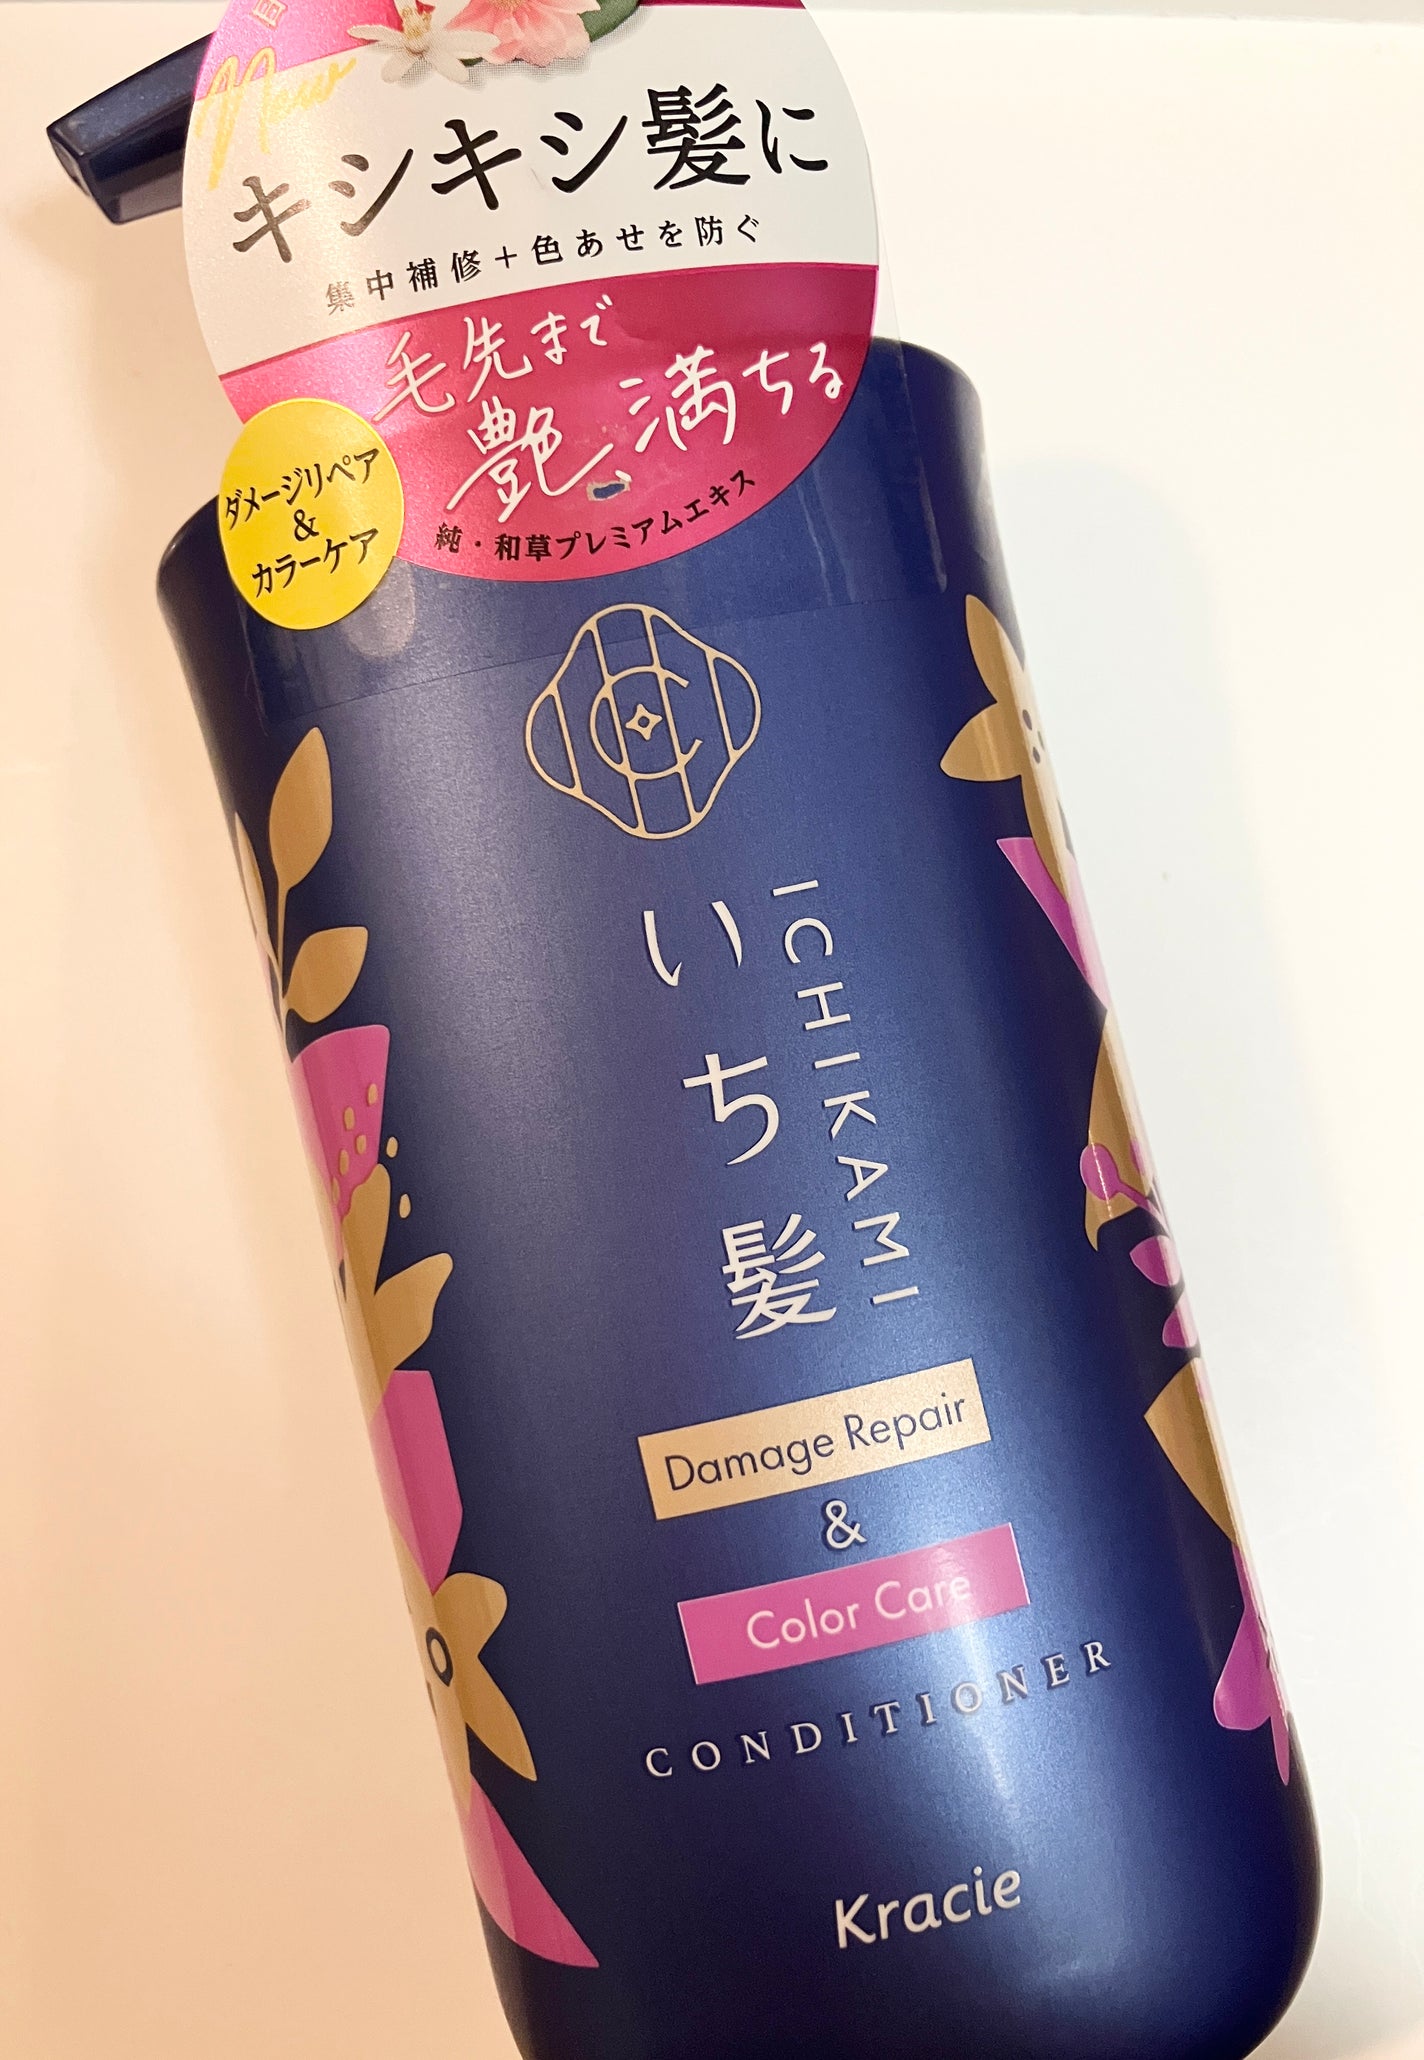 New
キシキシ髪に
集中補修+色あせを防ぐ
毛先まで
艶、満ちる
純・和草プレミアムエキス
ダメージリペア
&
カラーケア
いち髪
ICHIKAMI
Damage Repair
&
Color Care
CONDITIONER
Kracie